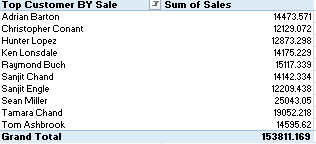 Top Customer BY Sale Sum of Sales
Adrian Barton 14473.571
Christopher Conant 12129.072
Hunter Lopez 12873.298
Ken Lonsdale 14175.229
Raymond Buch 15117.339
Sanjit Chand 14142.334
Sanjit Engle 12209.438
Sean Miller 25043.05
Tamara Chand 19052.218
Tom Ashbrook 14595.62
Grand Total 153811.169